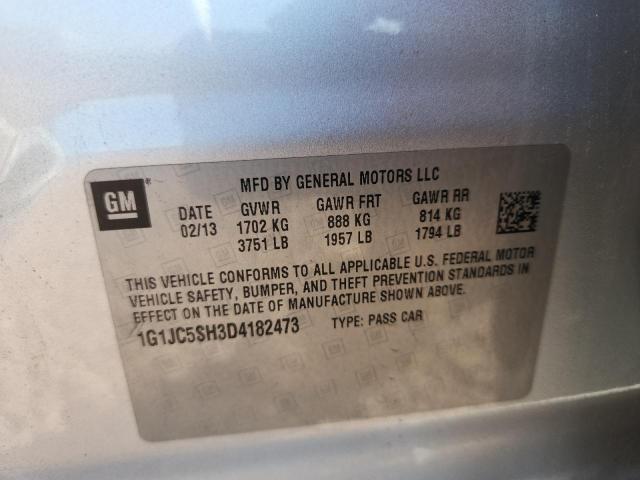 GM
MFD BY GENERAL MOTORS LLC
DATE GVWR GAWR FRT GAWR RR
02/13 1702 KG 888 KG 814 KG
3751 LB 1957 LB 1794 LB
THIS VEHICLE CONFORMS TO ALL APPLICABLE U.S. FEDERAL MOTOR
VEHICLE SAFETY, BUMPER, AND THEFT PREVENTION STANDARDS IN
EFFECT ON THE DATE OF MANUFACTURE SHOWN ABOVE.
1G1JC5SH3D4182473 TYPE: PASS CAR